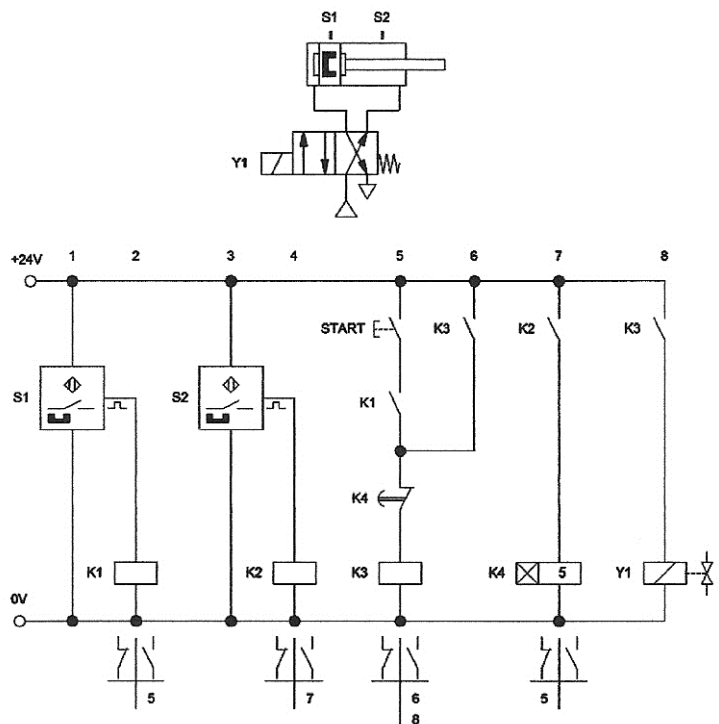 S1 S2
Y1
1 2 3 4 5 6 7 8
+24V
START K3 K2 K3
S1 S2
K1
K4
K1 K2 K3 K4 5 Y1
0V
5 7 6 5
8